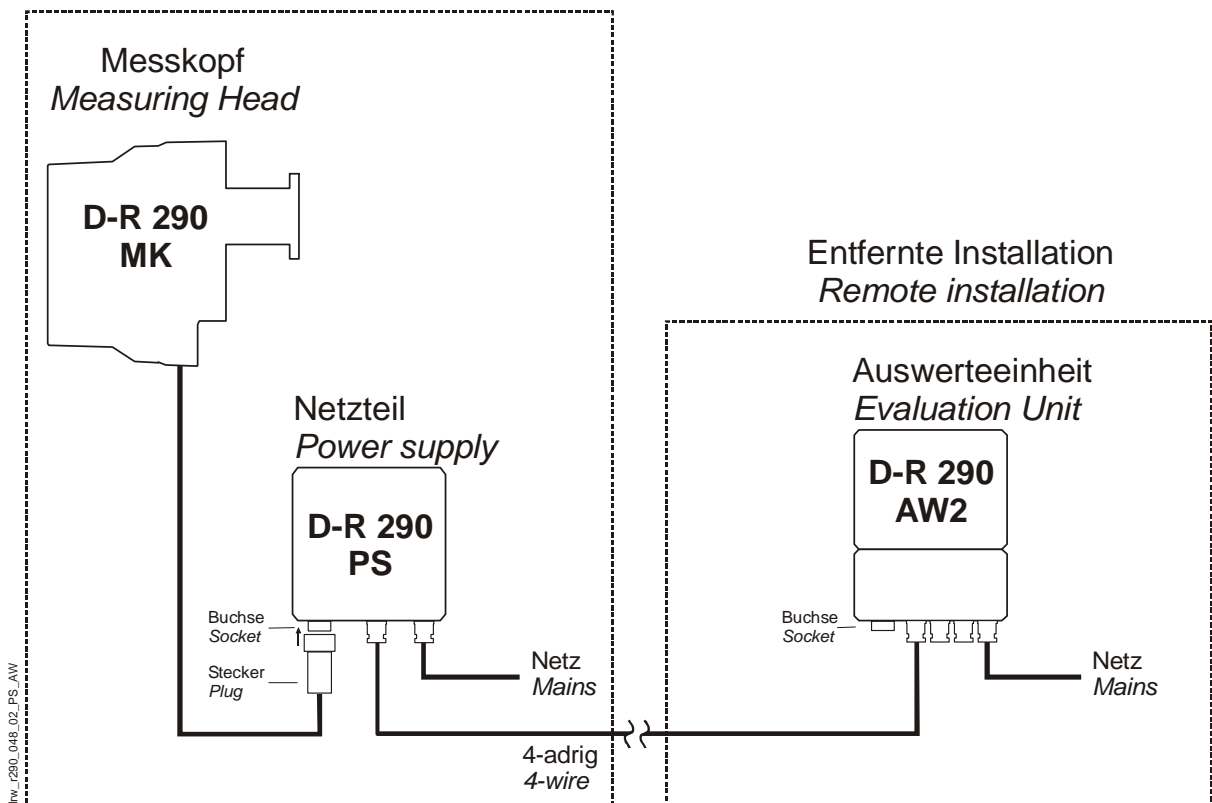 Messkopf
Measuring Head
D-R 290
MK
Netzteil
Power supply
D-R 290
PS
Buchse
Socket
Stecker
Plug
Netz
Mains
4-adrig
4-wire
Entfernte Installation
Remote installation
Auswerteeinheit
Evaluation Unit
D-R 290
AW2
Buchse
Socket
Netz
Mains
lrw_r290_048_02_PS_AW